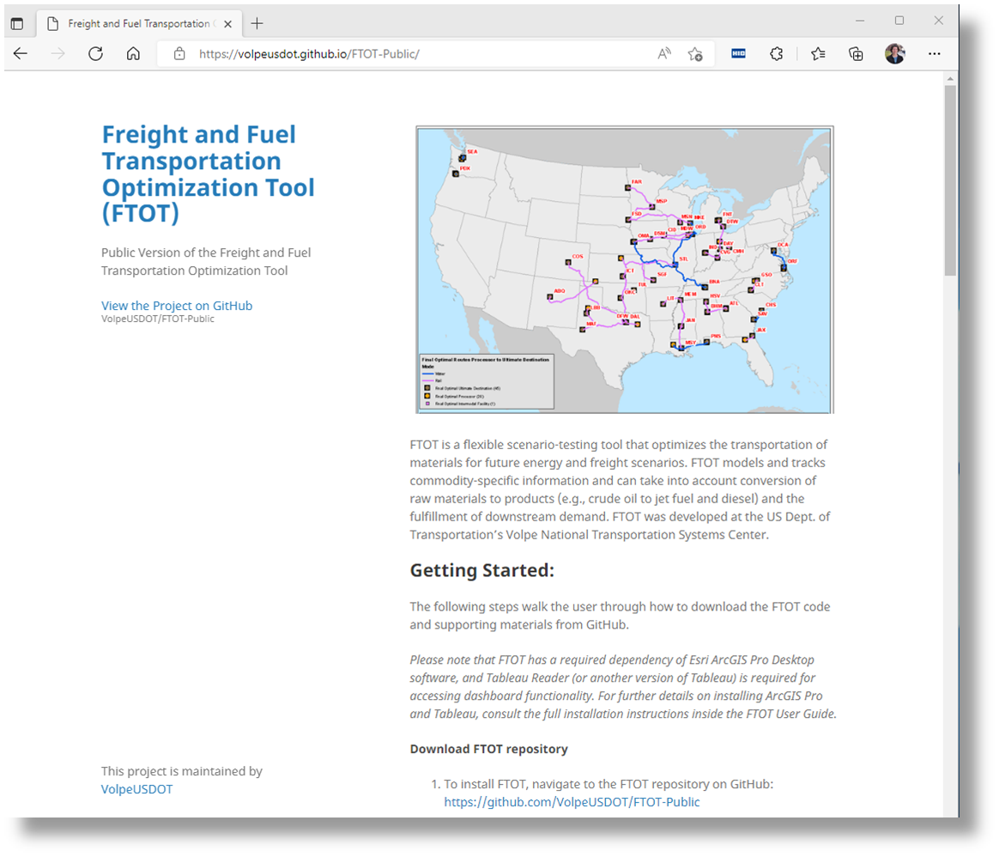 Freight and Fuel Transportation
https://volpeusdot.github.io/FTOT-Public/
HID
Freight and Fuel
Transportation
Optimization Tool
(FTOT)
Public Version of the Freight and Fuel
Transportation Optimization Tool
View the Project on GitHub
VolpeUSDOT/FTOT-Public
SEA
PDX
FAR
MSP
FSD
MSN
MKE
FNT
DTW
OMA
DSM
CID
MDW
ORD
DAY
IND
CVG
CMH
DCA
ORF
COS
STL
ICT
SGF
BNA
GSO
CLT
ABQ
TUL
OKC
LIT
MEM
HSV
ATL
BHM
CHS
SAV
LBB
DFW
DAL
MAF
JAN
JAX
MSY
PNS
Final Optimal Routes Processor to Ultimate Destination
Mode
Water
Rail
Final Optimal Ultimate Destination (45)
Final Optimal Processor
Final Optimal Intermodal Facility
FTOT is a flexible scenario-testing tool that optimizes the transportation of
materials for future energy and freight scenarios. FTOT models and tracks
commodity-specific information and can take into account conversion of
raw materials to products (e.g., crude oil to jet fuel and diesel) and the
fulfillment of downstream demand. FTOT was developed at the US Dept. of
Transportation’s Volpe National Transportation Systems Center.
Getting Started:
The following steps walk the user through how to download the FTOT code
and supporting materials from GitHub.
Please note that FTOT has a required dependency of Esri ArcGIS Pro Desktop
software, and Tableau Reader (or another version of Tableau) is required for
accessing dashboard functionality. For further details on installing ArcGIS Pro
and Tableau, consult the full installation instructions inside the FTOT User Guide.
Download FTOT repository
1. To install FTOT, navigate to the FTOT repository on GitHub:
https://github.com/VolpeUSDOT/FTOT-Public
This project is maintained by
VolpeUSDOT